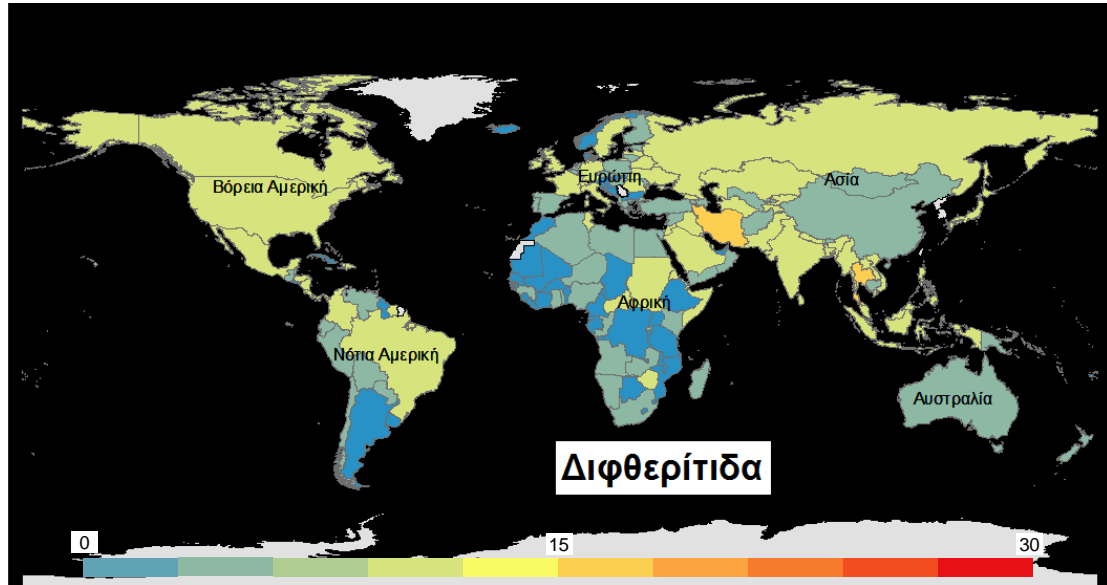 Βόρεια Αμερική
Ευρώπη
Ασία
Αφρική
Νότια Αμερική
Αυστραλία
Διφθερίτιδα
0
15
30